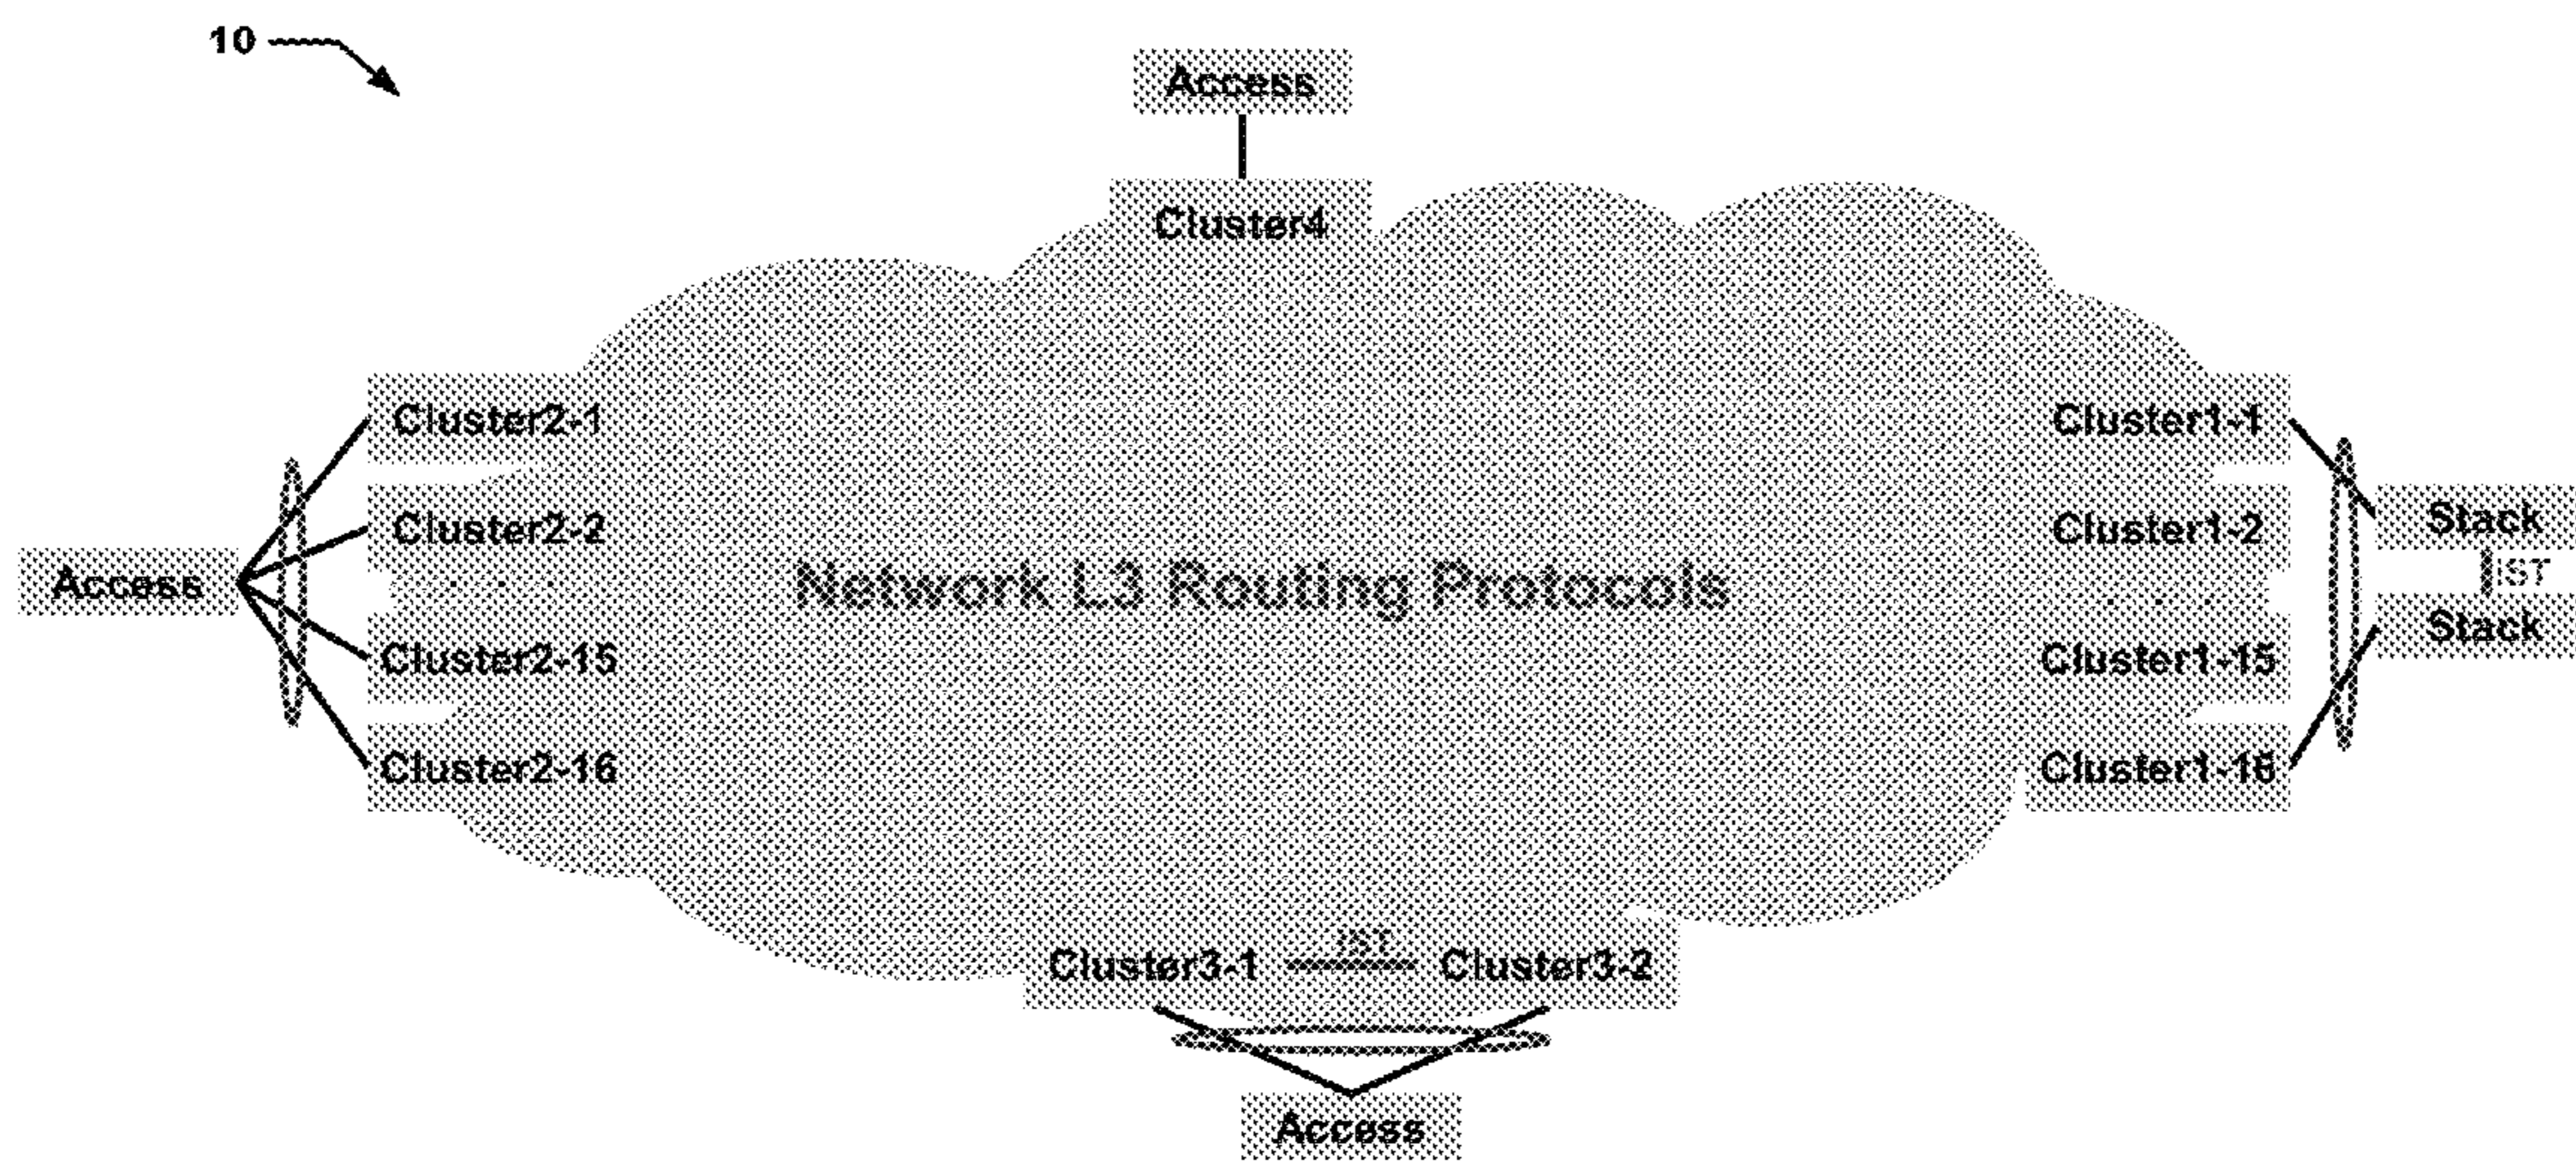 10
Access
Cluster4
Cluster2-1
Cluster1-1
Cluster2-2
Cluster1-2
Stack
IST
Access
Network L3 Routing Protocols
Stack
Cluster2-15
Cluster1-15
Cluster2-16
Cluster1-16
Cluster3-1
IST
Cluster3-2
Access